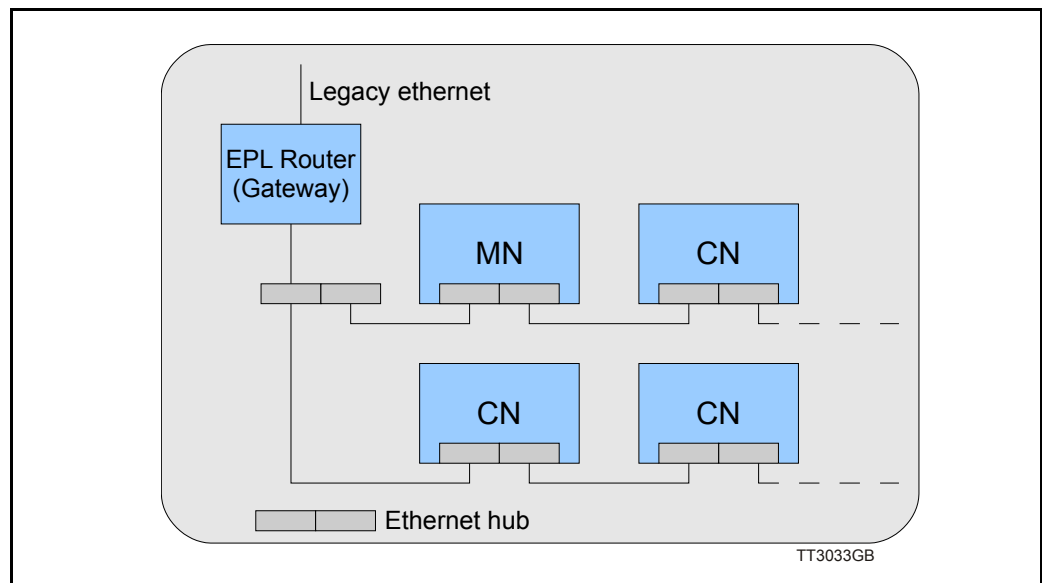 Legacy ethernet
EPL Router
(Gateway)
MN
CN
CN
CN
Ethernet hub
TT3033GB